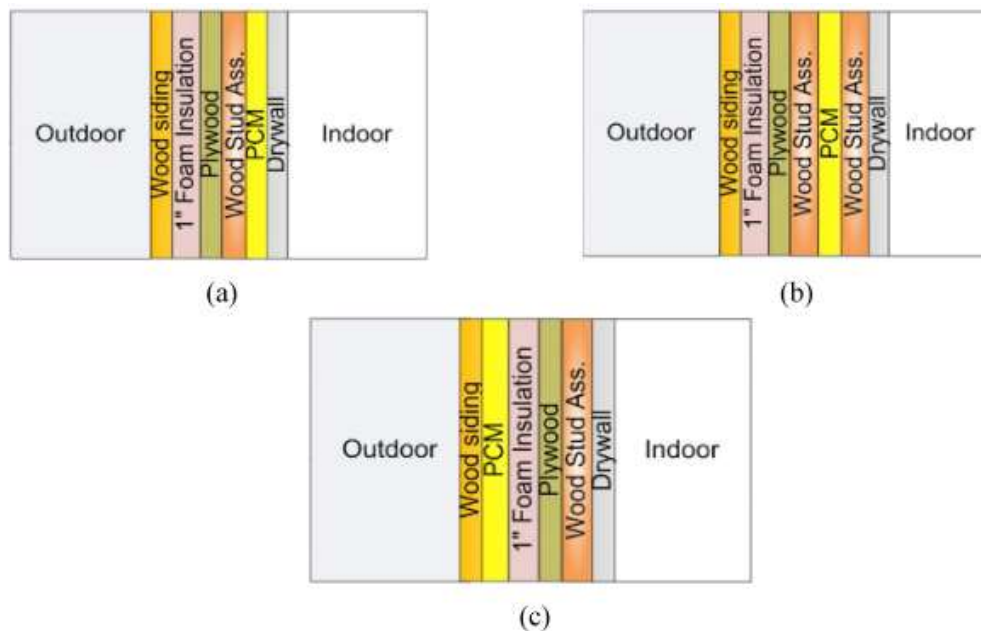 Outdoor
Wood siding
1" Foam Insulation
Plywood
Wood Stud Ass.
PCM
Drywall
Indoor
(a)
Outdoor
Wood siding
1" Foam Insulation
Plywood
Wood Stud Ass.
PCM
Wood Stud Ass.
Drywall
Indoor
(b)
Outdoor
Wood siding
PCM
1" Foam Insulation
Plywood
Wood Stud Ass.
Drywall
Indoor
(c)